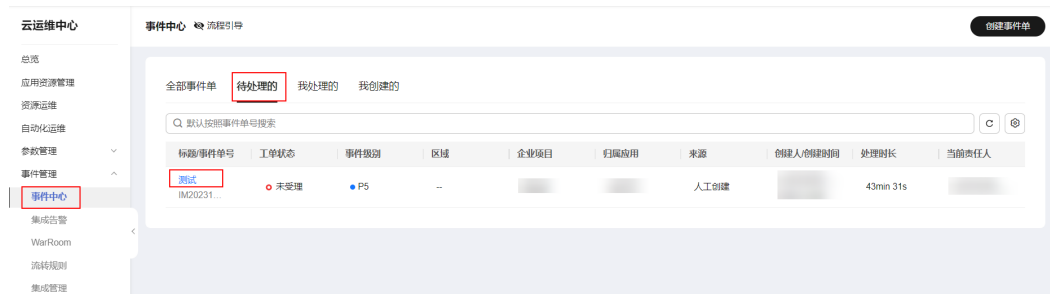 云运维中心
事件中心 流程引导
创建事件单
总览
应用资源管理
资源运维
自动化运维
参数管理
事件管理
事件中心
集成告警
WarRoom
流转规则
集成管理
全部事件单 待处理的 我处理的 我创建的
默认按照事件单号搜索
标题/事件单号 工单状态 事件级别 区域 企业项目 归属应用 来源 创建人/创建时间 处理时长 当前责任人
测试
IM20231...
未受理 P5 -- 人工创建 43min 31s